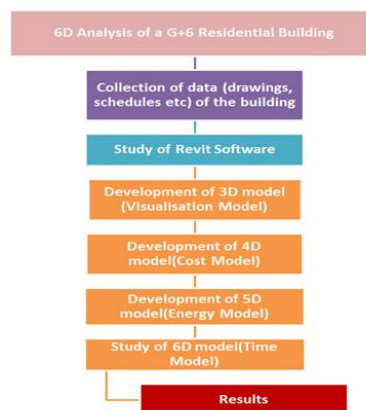 6D Analysis of a G+6 Residential Building
Collection of data (drawings,
schedules etc) of the building
Study of Revit Software
Development of 3D model
(Visualisation Model)
Development of 4D
model(Cost Model)
Development of 5D
model(Energy Model)
Study of 6D model(Time
Model)
Results